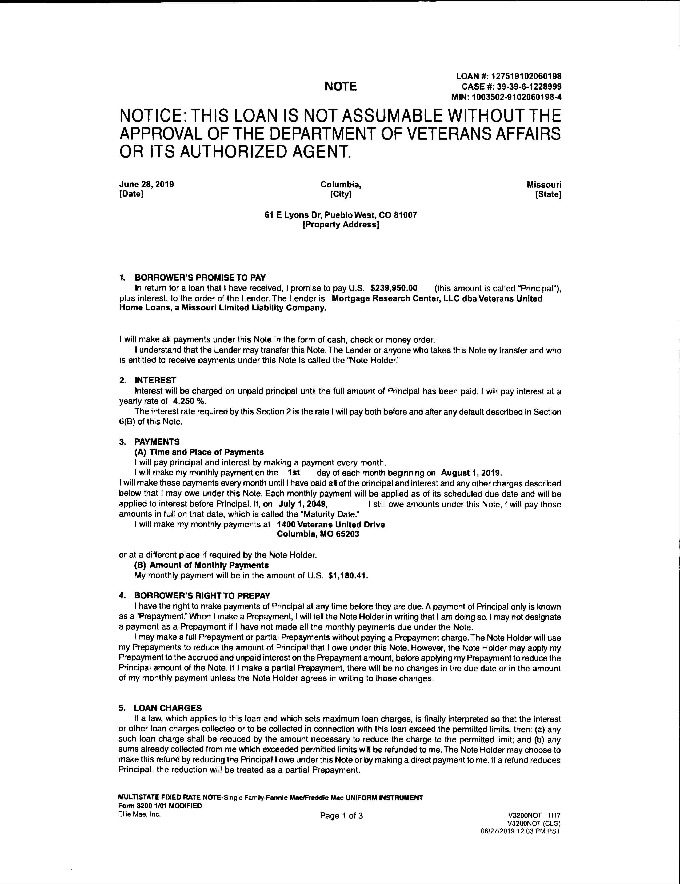 LOAN #: 127519102060198
NOTE
CASE #: 39-39-6-1228999
MIN: 1003502-9102060198-4
NOTICE: THIS LOAN IS NOT ASSUMABLE WITHOUT THE
APPROVAL OF THE DEPARTMENT OF VETERANS AFFAIRS
OR ITS AUTHORIZED AGENT.
June 28, 2019 Columbia, Missouri
[Date] [City] [State]
61 E Lyons Dr, Pueblo West, CO 81007
[Property Address]
1. BORROWER'S PROMISE TO PAY
In return for a loan that I have received, I promise to pay U.S. $239,950.00 (this amount is called "Principal"),
plus interest, to the order of the Lender. The Lender is Mortgage Research Center, LLC dba Veterans United
Home Loans, a Missouri Limited Liability Company.
I will make all payments under this Note in the form of cash, check or money order.
I understand that the Lender may transfer this Note. The Lender or anyone who takes this Note by transfer and who
is entitled to receive payments under this Note is called the "Note Holder."
2. INTEREST
Interest will be charged on unpaid principal until the full amount of Principal has been paid. I will pay interest at a
yearly rate of 4.250 %.
The interest rate required by this Section 2 is the rate I will pay both before and after any default described in Section
6(B) of this Note.
3. PAYMENTS
(A) Time and Place of Payments
I will pay principal and interest by making a payment every month.
I will make my monthly payment on the 1st day of each month beginning on August 1, 2019.
I will make these payments every month until I have paid all of the principal and interest and any other charges described
below that I may owe under this Note. Each monthly payment will be applied as of its scheduled due date and will be
applied to interest before Principal. If, on July 1, 2049, I still owe amounts under this Note, I will pay those
amounts in full on that date, which is called the "Maturity Date."
I will make my monthly payments at 1400 Veterans United Drive
Columbia, MO 65203
or at a different place if required by the Note Holder.
(B) Amount of Monthly Payments
My monthly payment will be in the amount of U.S. $1,180.41.
4. BORROWER'S RIGHT TO PREPAY
I have the right to make payments of Principal at any time before they are due. A payment of Principal only is known
as a "Prepayment." When I make a Prepayment, I will tell the Note Holder in writing that I am doing so. I may not designate
a payment as a Prepayment if I have not made all the monthly payments due under the Note.
I may make a full Prepayment or partial Prepayments without paying a Prepayment charge. The Note Holder will use
my Prepayments to reduce the amount of Principal that I owe under this Note. However, the Note Holder may apply my
Prepayment to the accrued and unpaid interest on the Prepayment amount, before applying my Prepayment to reduce the
Principal amount of the Note. If I make a partial Prepayment, there will be no changes in the due date or in the amount
of my monthly payment unless the Note Holder agrees in writing to those changes.
5. LOAN CHARGES
If a law, which applies to this loan and which sets maximum loan charges, is finally interpreted so that the interest
or other loan charges collected or to be collected in connection with this loan exceed the permitted limits, then: (a) any
such loan charge shall be reduced by the amount necessary to reduce the charge to the permitted limit; and (b) any
sums already collected from me which exceeded permitted limits will be refunded to me. The Note Holder may choose to
make this refund by reducing the Principal I owe under this Note or by making a direct payment to me. If a refund reduces
Principal, the reduction will be treated as a partial Prepayment.
MULTISTATE FIXED RATE NOTE-Single Family-Fannie Mae/Freddie Mac UNIFORM INSTRUMENT
Form 3200 1/01 MODIFIED
Ellie Mae, Inc. Page 1 of 3 V3200NOT 1117
V3200NOT (CLS)
06/27/2019 12:03 PM PST